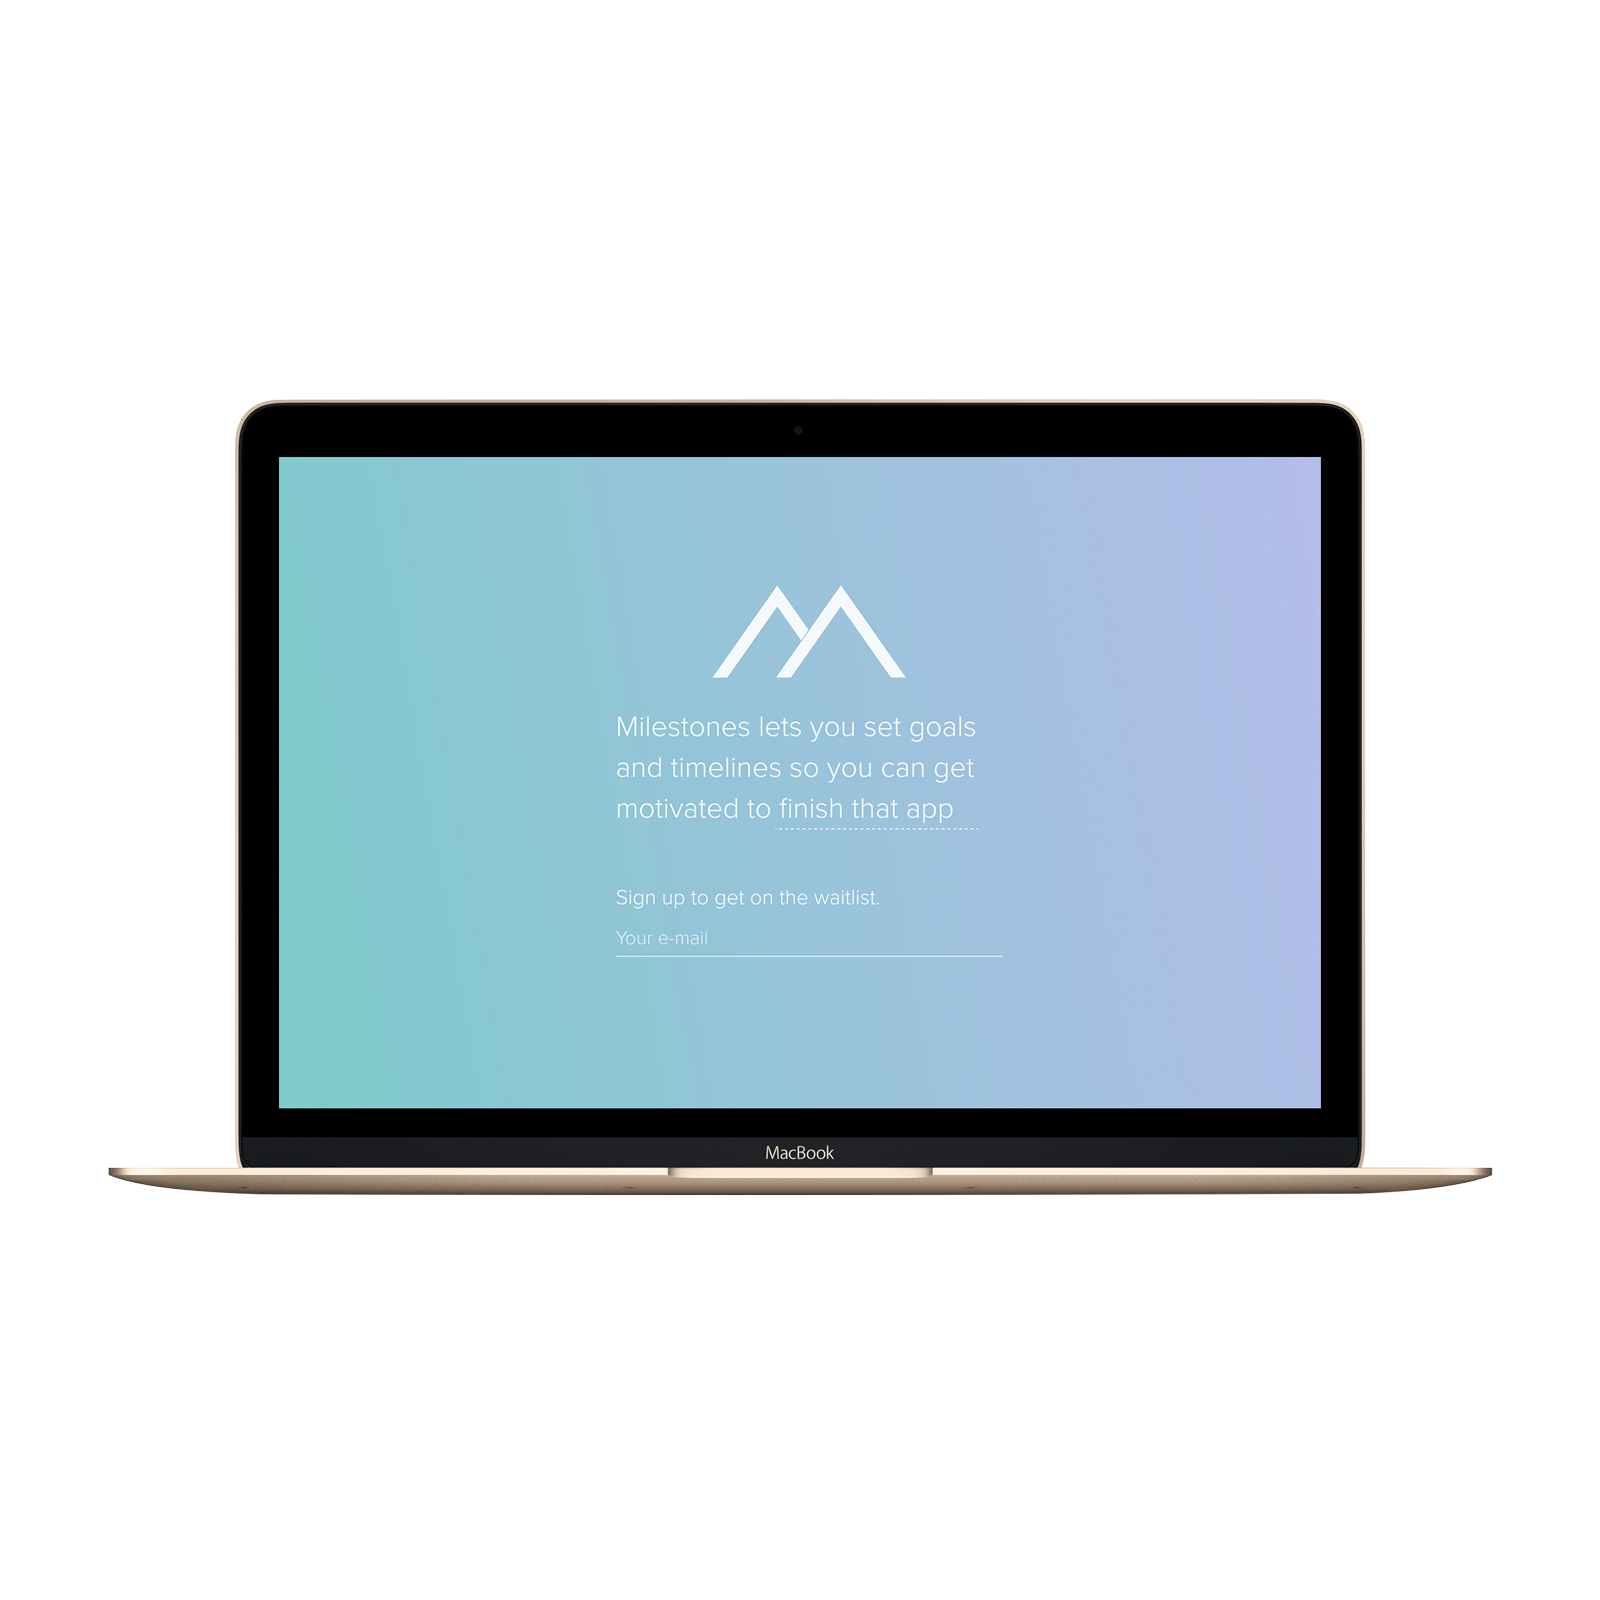 Milestones lets you set goals
and timelines so you can get
motivated to finish that app
Sign up to get on the waitlist.
Your e-mail
MacBook